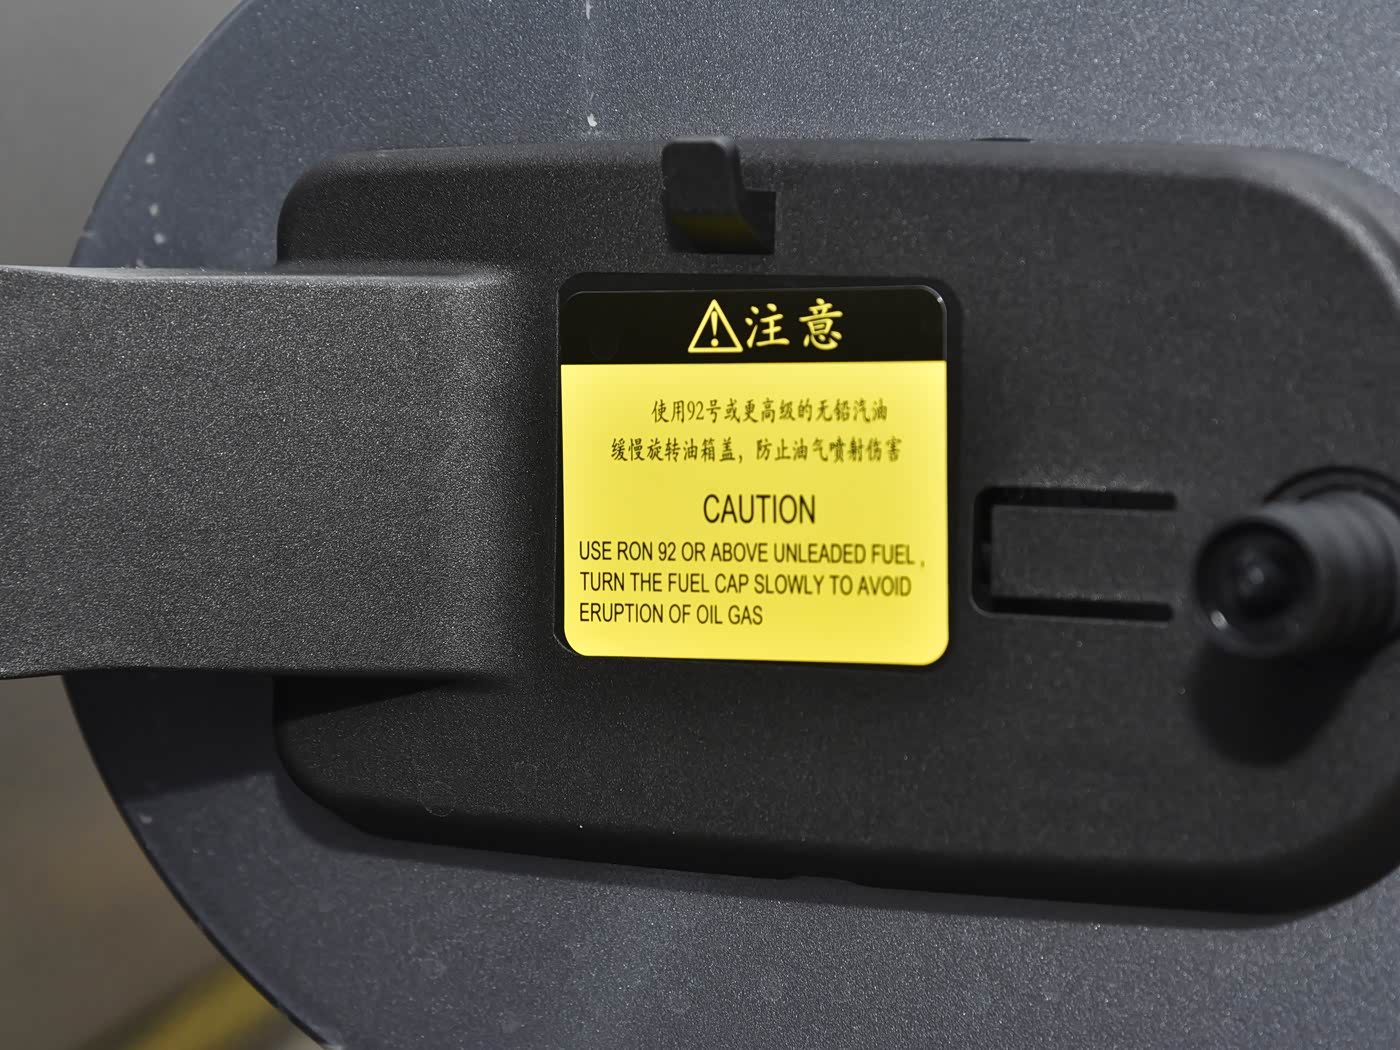 注意
使用92号或更高级的无铅汽油
缓慢旋转油箱盖，防止油气喷射伤害
CAUTION
USE RON 92 OR ABOVE UNLEADED FUEL ,
TURN THE FUEL CAP SLOWLY TO AVOID
ERUPTION OF OIL GAS